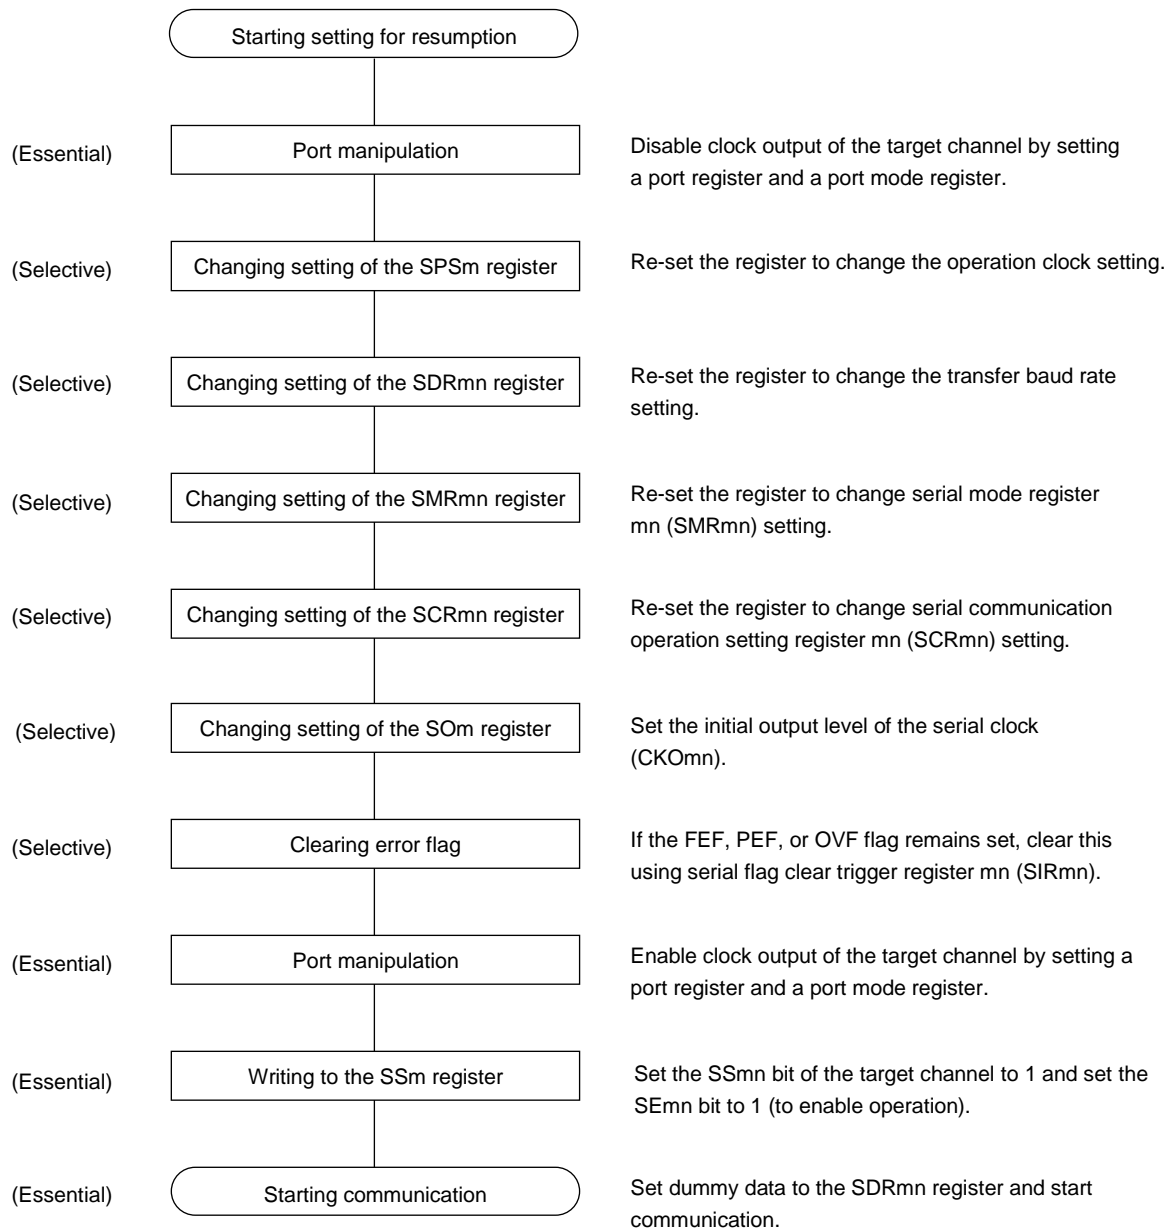 Starting setting for resumption
(Essential)
Port manipulation
Disable clock output of the target channel by setting
a port register and a port mode register.
(Selective)
Changing setting of the SPSm register
Re-set the register to change the operation clock setting.
(Selective)
Changing setting of the SDRmn register
Re-set the register to change the transfer baud rate
setting.
(Selective)
Changing setting of the SMRmn register
Re-set the register to change serial mode register
mn (SMRmn) setting.
(Selective)
Changing setting of the SCRmn register
Re-set the register to change serial communication
operation setting register mn (SCRmn) setting.
(Selective)
Changing setting of the SOm register
Set the initial output level of the serial clock
(CKOmn).
(Selective)
Clearing error flag
If the FEF, PEF, or OVF flag remains set, clear this
using serial flag clear trigger register mn (SIRmn).
(Essential)
Port manipulation
Enable clock output of the target channel by setting a
port register and a port mode register.
(Essential)
Writing to the SSm register
Set the SSmn bit of the target channel to 1 and set the
SEmn bit to 1 (to enable operation).
(Essential)
Starting communication
Set dummy data to the SDRmn register and start
communication.